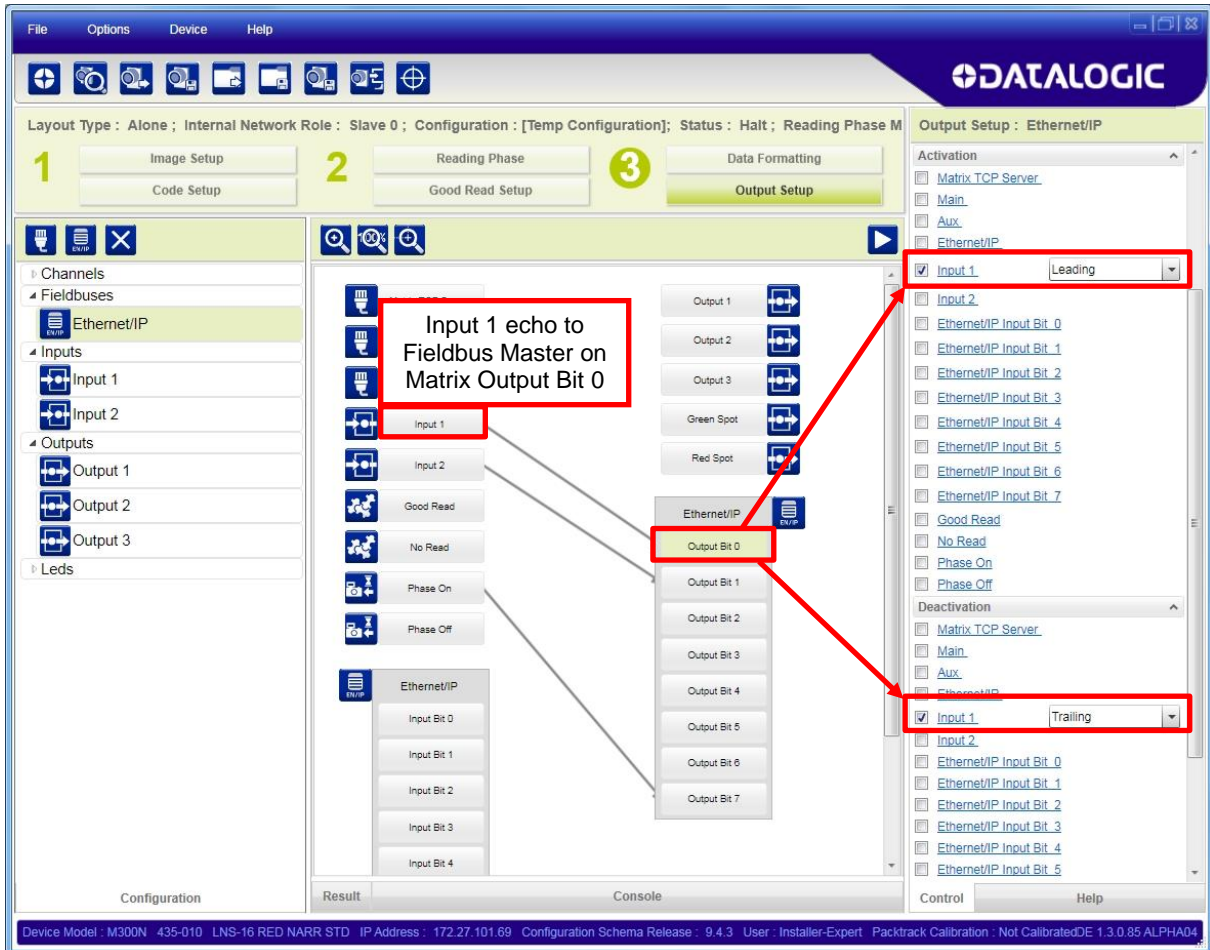 File Options Device Help
DATALOGIC
Layout Type : Alone ; Internal Network Role : Slave 0 ; Configuration : [Temp Configuration]; Status : Halt ; Reading Phase M
Output Setup : Ethernet/IP
1
Image Setup
Code Setup
2
Reading Phase
Good Read Setup
3
Data Formatting
Output Setup
EN/IP
100%
Channels
Fieldbuses
EN/IP
Ethernet/IP
Inputs
Input 1
Input 2
Outputs
Output 1
Output 2
Output 3
Leds
Configuration
Input 1 echo to
Fieldbus Master on
Matrix Output Bit 0
Input 1
Input 2
Good Read
No Read
Phase On
Phase Off
EN/IP
Ethernet/IP
Input Bit 0
Input Bit 1
Input Bit 2
Input Bit 3
Input Bit 4
Output 1
Output 2
Output 3
Green Spot
Red Spot
Ethernet/IP
EN/IP
Output Bit 0
Output Bit 1
Output Bit 2
Output Bit 3
Output Bit 4
Output Bit 5
Output Bit 6
Output Bit 7
Result
Console
Activation
Matrix TCP Server
Main
Aux
Ethernet/IP
Input 1 Leading
Input 2
Ethernet/IP Input Bit 0
Ethernet/IP Input Bit 1
Ethernet/IP Input Bit 2
Ethernet/IP Input Bit 3
Ethernet/IP Input Bit 4
Ethernet/IP Input Bit 5
Ethernet/IP Input Bit 6
Ethernet/IP Input Bit 7
Good Read
No Read
Phase On
Phase Off
Deactivation
Matrix TCP Server
Main
Aux
Ethernet/IP
Input 1 Trailing
Input 2
Ethernet/IP Input Bit 0
Ethernet/IP Input Bit 1
Ethernet/IP Input Bit 2
Ethernet/IP Input Bit 3
Ethernet/IP Input Bit 4
Ethernet/IP Input Bit 5
Control
Help
Device Model : M300N 435-010 LNS-16 RED NARR STD IP Address : 172.27.101.69 Configuration Schema Release : 9.4.3 User : Installer-Expert Packtrack Calibration : Not CalibratedDE 1.3.0.85 ALPHA04